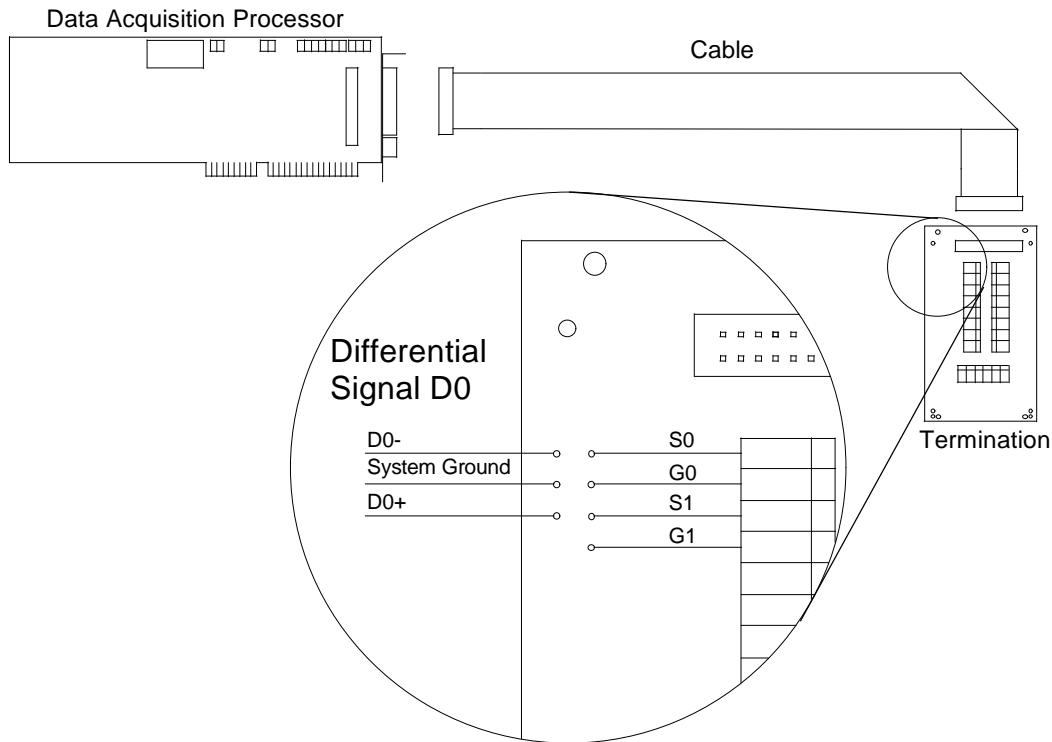 Data Acquisition Processor
Cable
Differential
Signal D0
D0-
System Ground
D0+
S0
G0
S1
G1
Termination